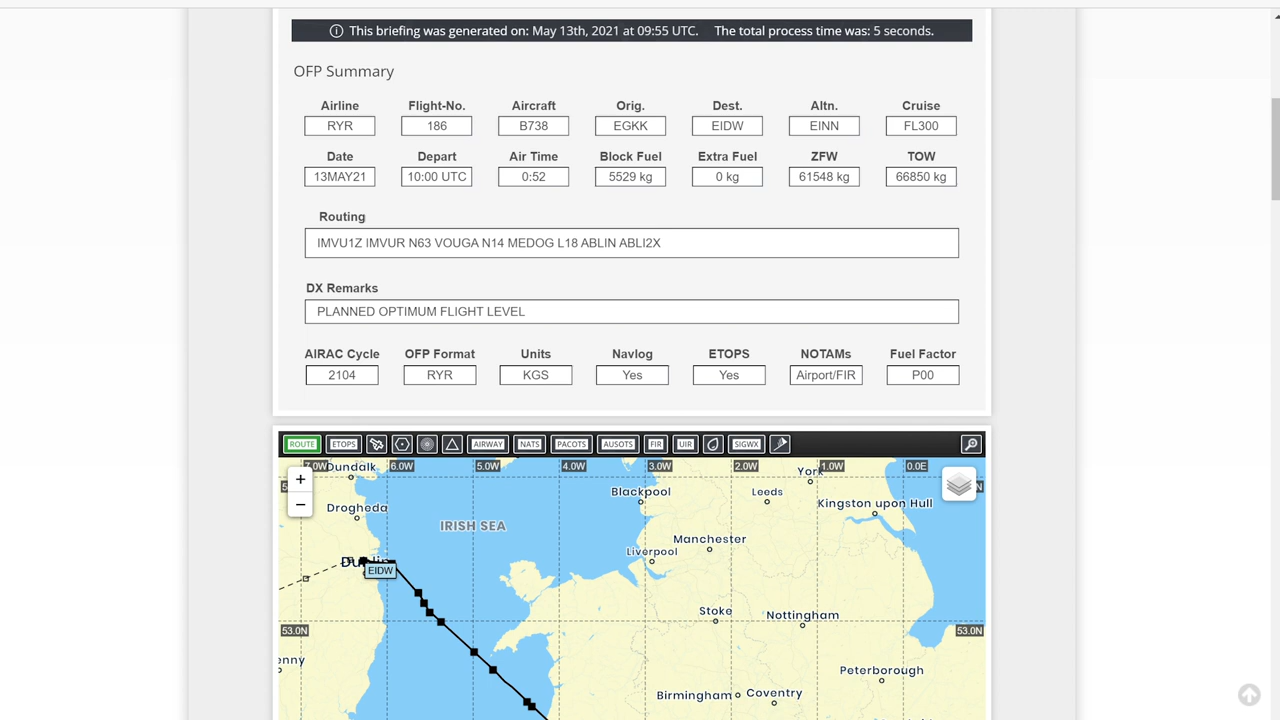 This briefing was generated on: May 13th, 2021 at 09:55 UTC. The total process time was: 5 seconds.
OFP Summary
Airline Flight-No. Aircraft Orig. Dest. Altn. Cruise
RYR 186 B738 EGKK EIDW EINN FL300
Date Depart Air Time Block Fuel Extra Fuel ZFW TOW
13MAY21 10:00 UTC 0:52 5529 kg 0 kg 61548 kg 66850 kg
Routing
IMVU1Z IMVUR N63 VOUGA N14 MEDOG L18 ABLIN ABLI2X
DX Remarks
PLANNED OPTIMUM FLIGHT LEVEL
AIRAC Cycle OFP Format Units Navlog ETOPS NOTAMs Fuel Factor
2104 RYR KGS Yes Yes Airport/FIR P00
ROUTE ETOPS AIRWAY NATS PACOTS AUSOTS FIR UIR SIGWX
7.0W 6.0W 5.0W 4.0W 3.0W 2.0W 1.0W 0.0E
Dundalk
York
+
Blackpool Leeds
Kingston upon Hull
−
Drogheda
IRISH SEA
Manchester
Liverpool
Dublin
EIDW
Stoke Nottingham
53.0N 53.0N
enny
Peterborough
Birmingham Coventry